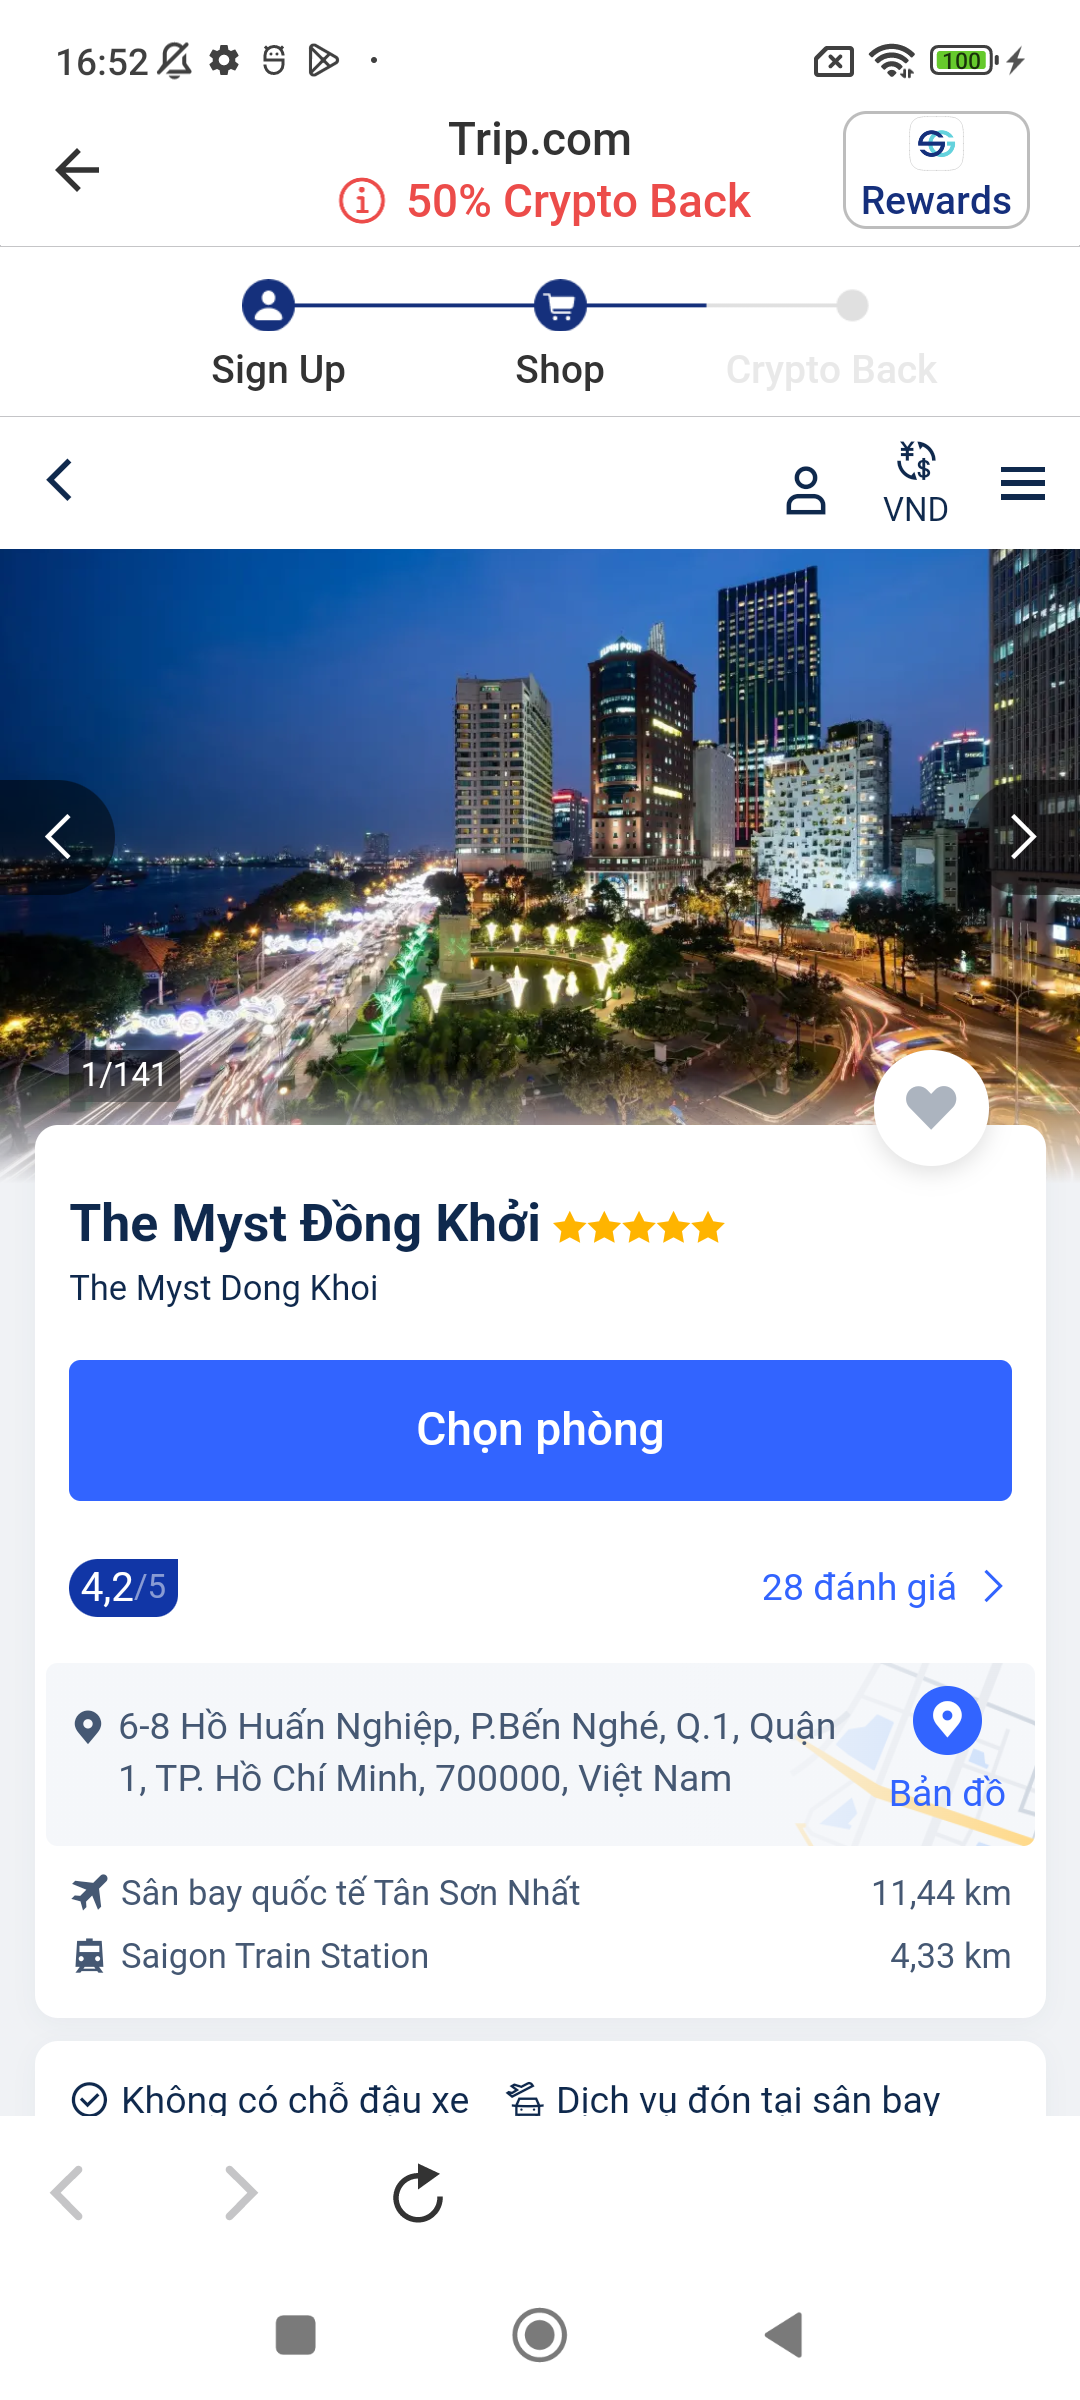 16:52
100
Trip.com
50% Crypto Back
Rewards
Sign Up
Shop
Crypto Back
VND
1/141
The Myst Đồng Khởi
The Myst Dong Khoi
Chọn phòng
4,2/5
28 đánh giá
6-8 Hồ Huấn Nghiệp, P.Bến Nghé, Q.1, Quận
1, TP. Hồ Chí Minh, 700000, Việt Nam
Bản đồ
Sân bay quốc tế Tân Sơn Nhất
11,44 km
Saigon Train Station
4,33 km
Không có chỗ đậu xe
Dịch vụ đón tại sân bay